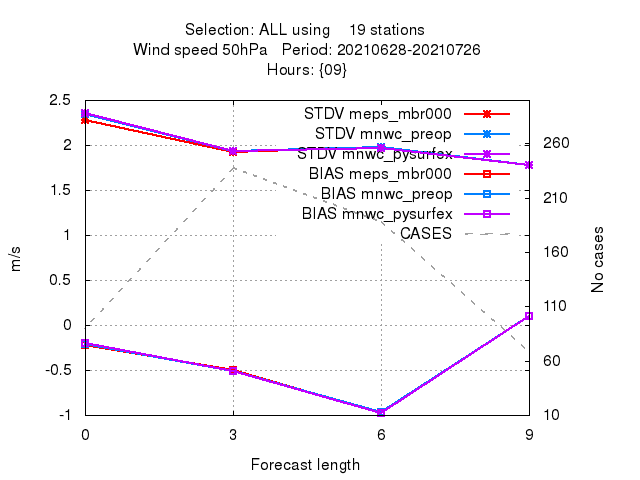 Selection: ALL using 19 stations
Wind speed 50hPa Period: 20210628-20210726
Hours: {09}
STDV meps_mbr000
STDV mnwc_preop
STDV mnwc_pysurfex
BIAS meps_mbr000
BIAS mnwc_preop
BIAS mnwc_pysurfex
CASES
2.5
2
1.5
1
0.5
0
-0.5
-1
m/s
260
210
160
110
60
10
No cases
0 3 6 9
Forecast length